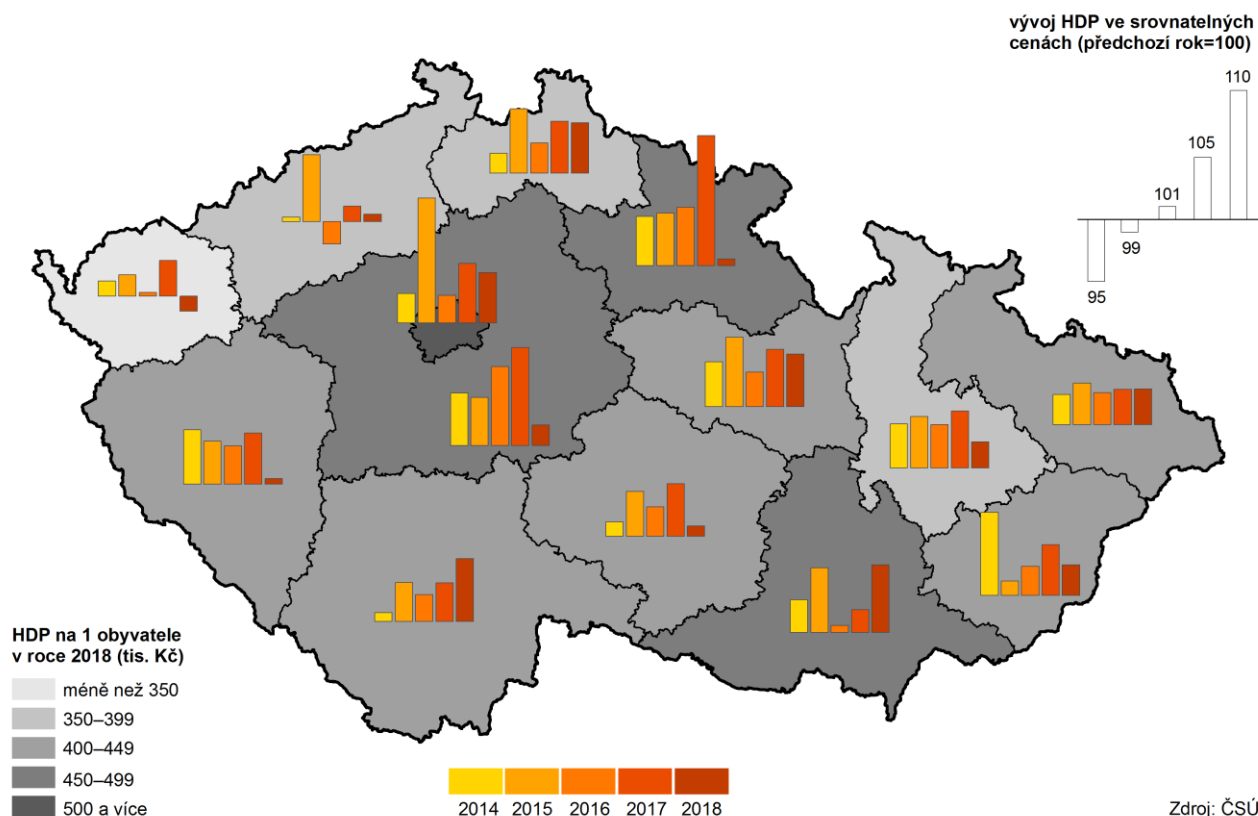 vývoj HDP ve srovnatelných
cenách (předchozí rok=100)
110
105
101
99
95
HDP na 1 obyvatele
v roce 2018 (tis. Kč)
méně než 350
350–399
400–449
450–499
500 a více
2014 2015 2016 2017 2018
Zdroj: ČSÚ